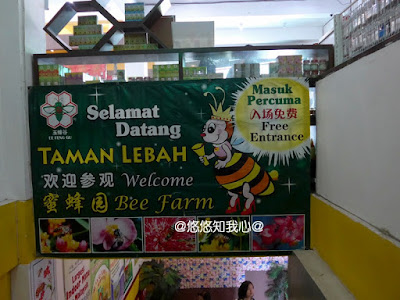 Selamat
Datang
TAMAN LEBAH
欢迎参观 Welcome
蜜蜂园 Bee Farm
Masuk
Percuma
入场免费
Free
Entrance
@悠悠知我心@